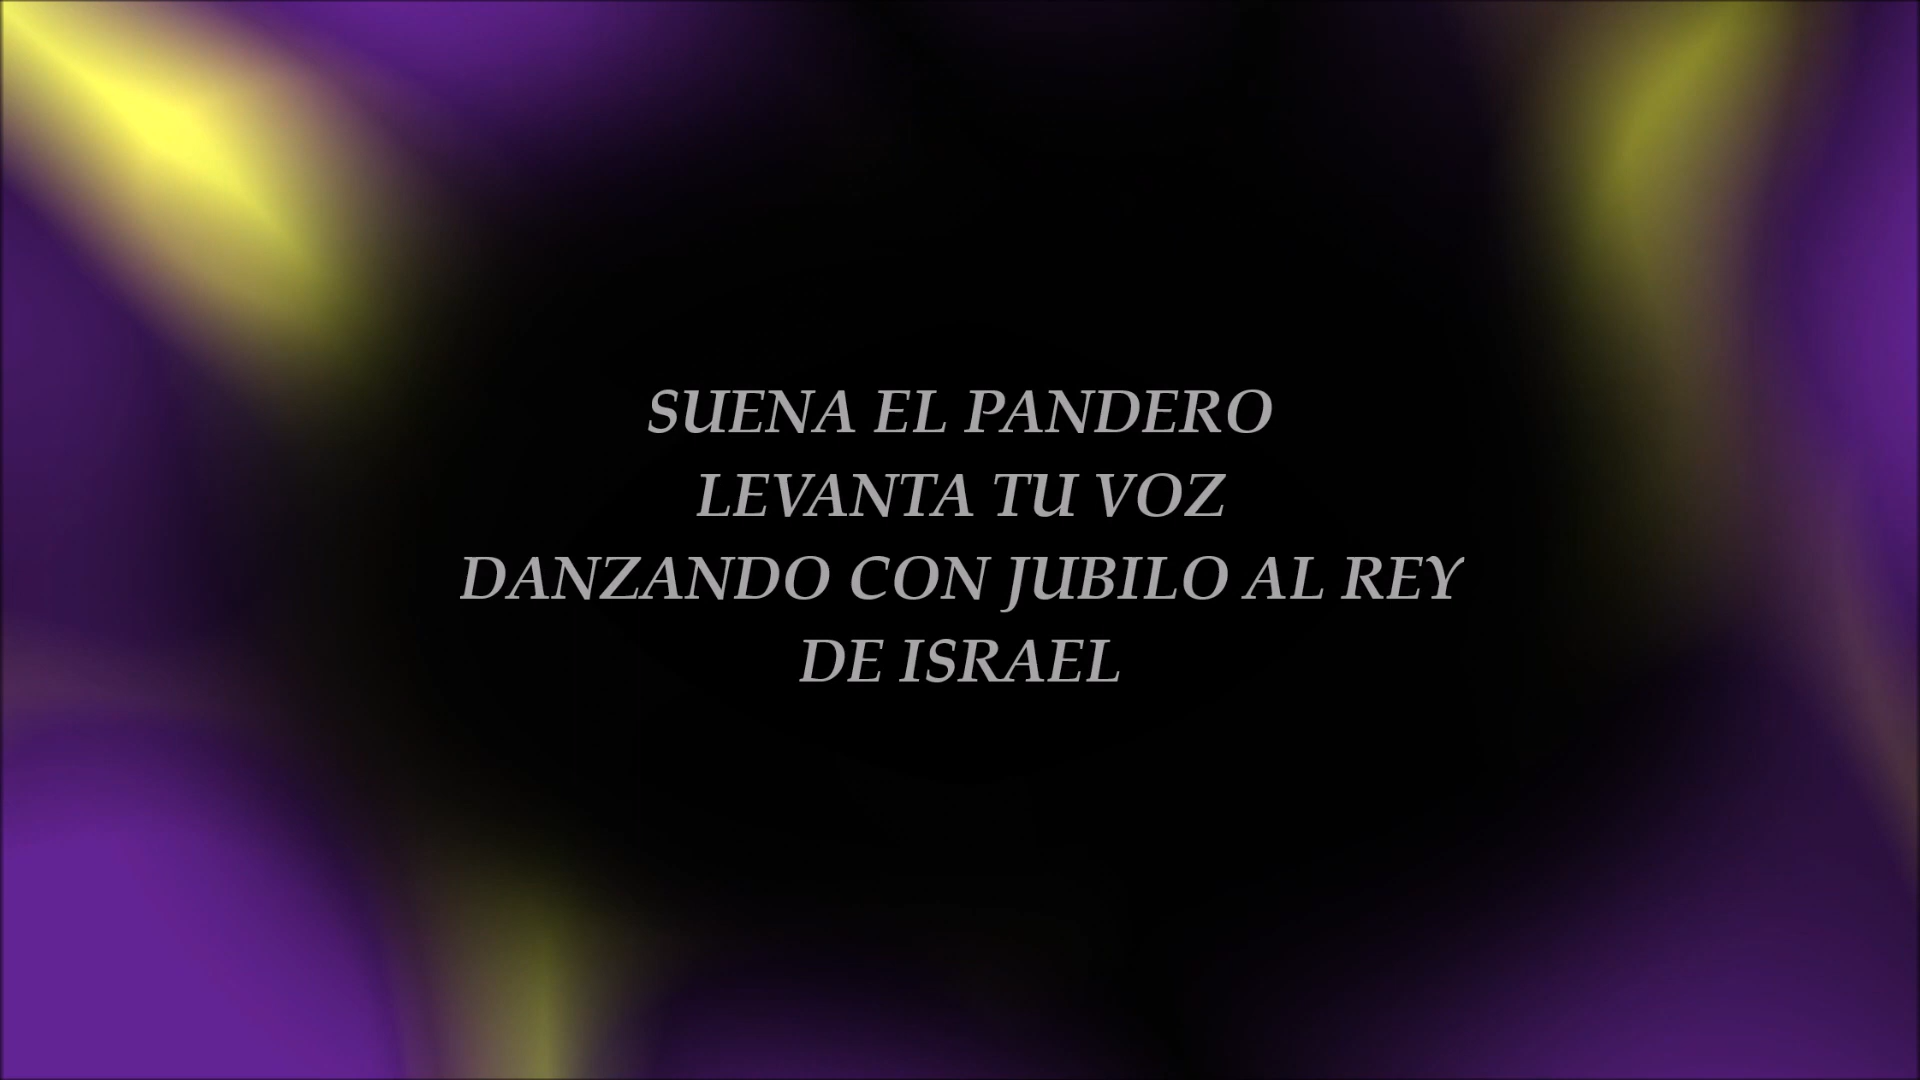 SUENA EL PANDERO
LEVANTA TU VOZ
DANZANDO CON JUBILO AL REY
DE ISRAEL